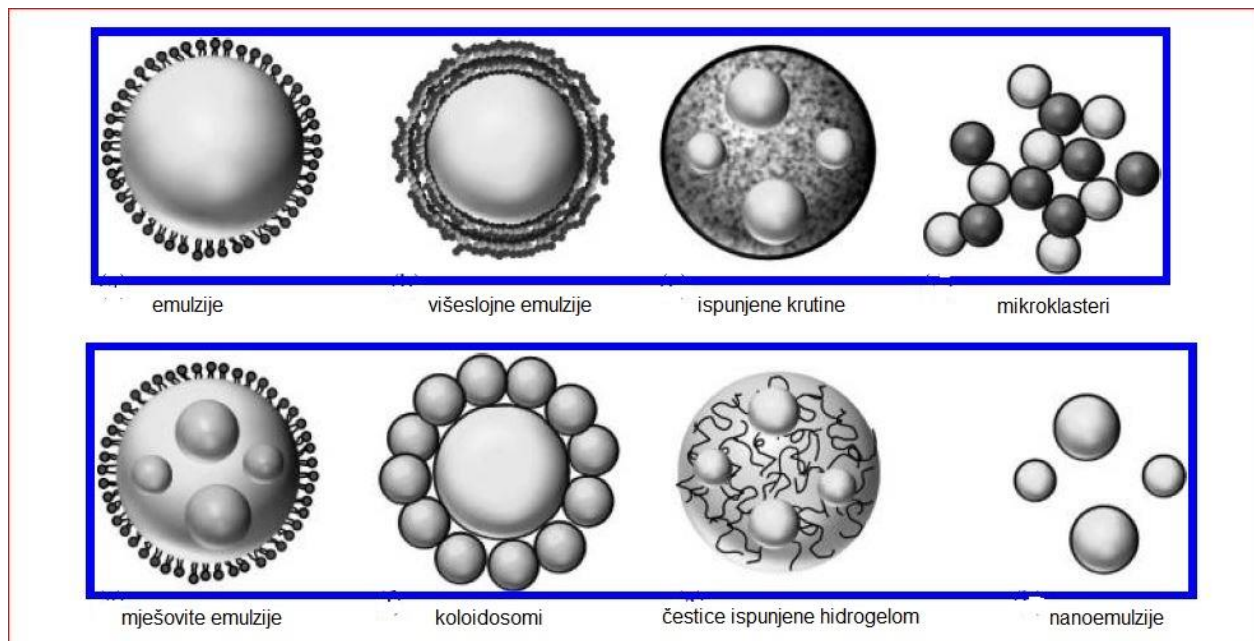 emulzije
višeslojne emulzije
ispunjene krutine
mikroklasteri
mješovite emulzije
koloidosomi
čestice ispunjene hidrogelom
nanoemulzije